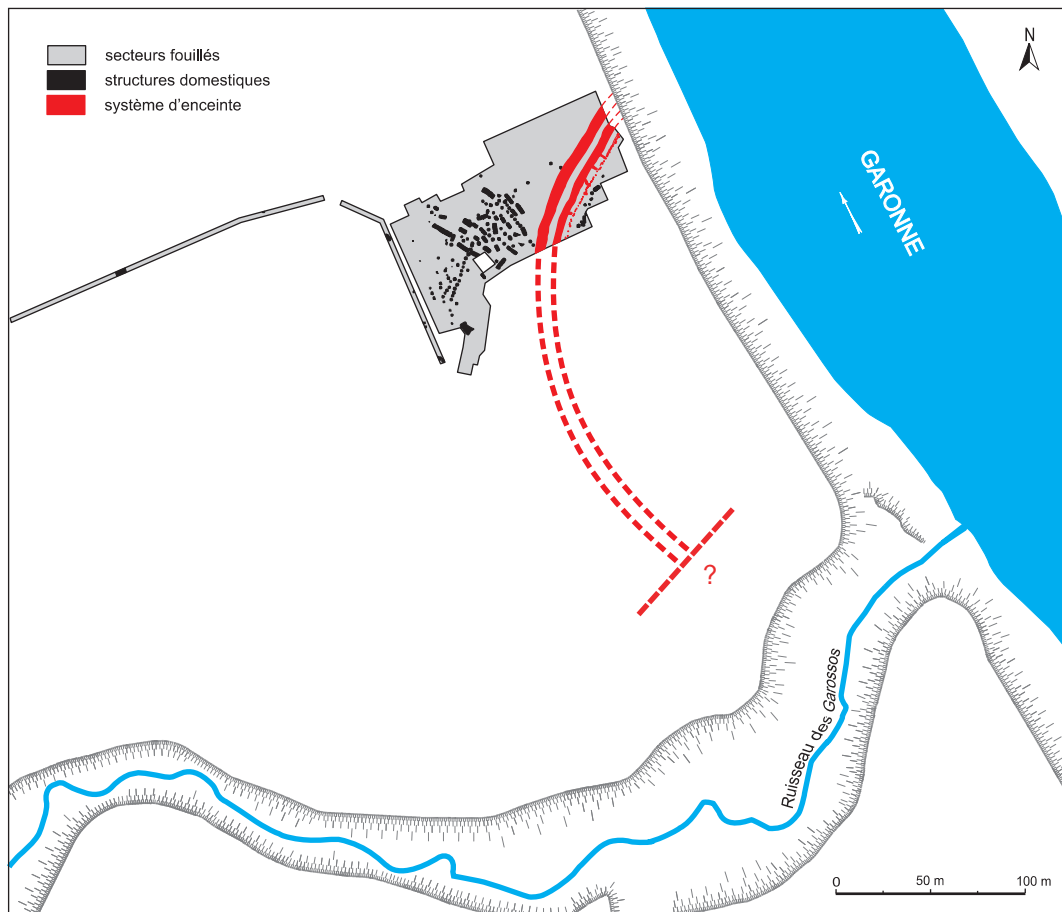 secteurs fouillés
structures domestiques
système d'enceinte
N
GARONNE
?
Ruisseau des Garossos
0 50 m 100 m